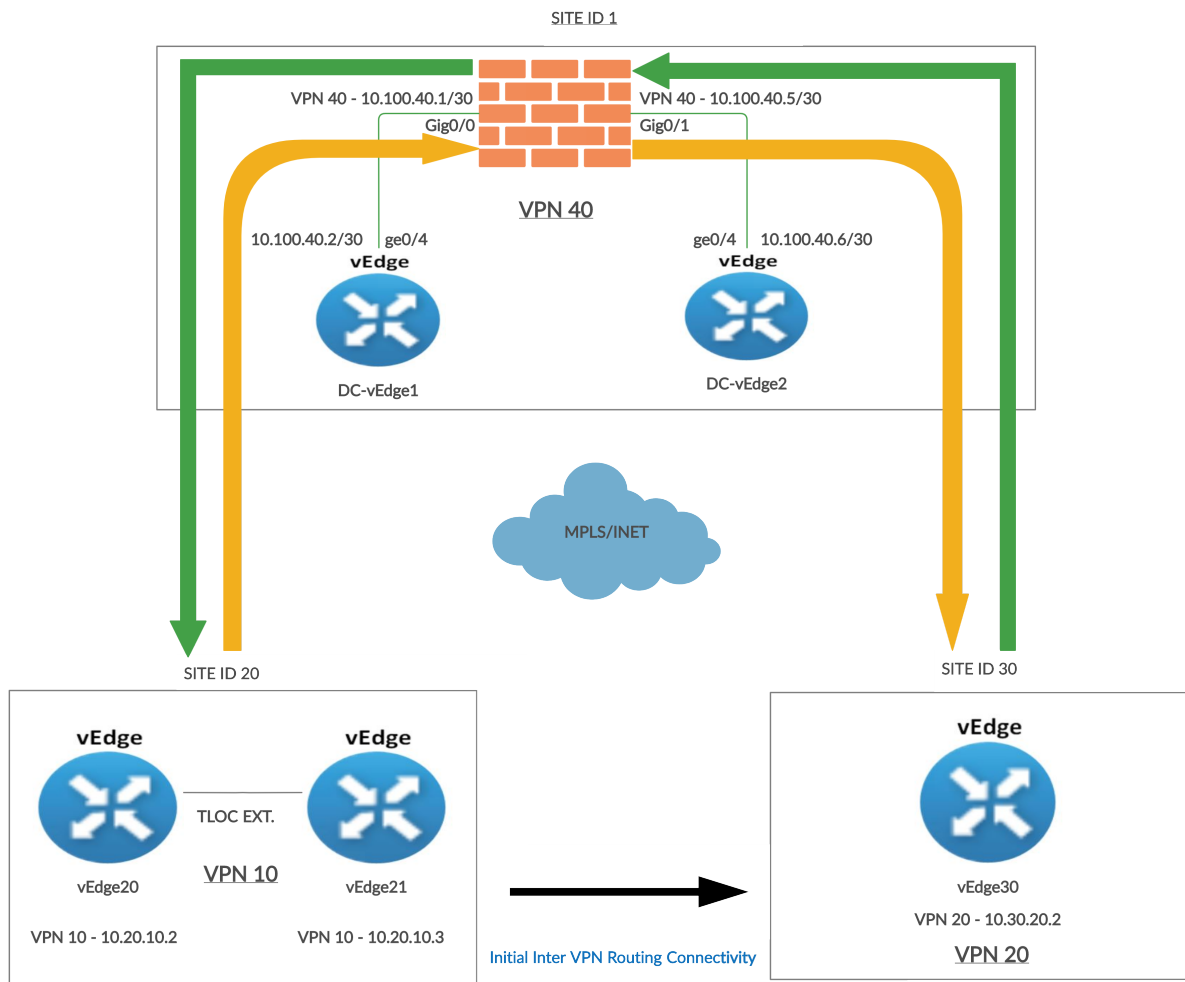 SITE ID 1
VPN 40 - 10.100.40.1/30
VPN 40 - 10.100.40.5/30
Gig0/0
Gig0/1
VPN 40
10.100.40.2/30
ge0/4
ge0/4
10.100.40.6/30
vEdge
vEdge
DC-vEdge1
DC-vEdge2
MPLS/INET
SITE ID 20
SITE ID 30
vEdge
vEdge
vEdge
TLOC EXT.
VPN 10
vEdge20
vEdge21
vEdge30
VPN 20 - 10.30.20.2
VPN 10 - 10.20.10.2
VPN 10 - 10.20.10.3
Initial Inter VPN Routing Connectivity
VPN 20